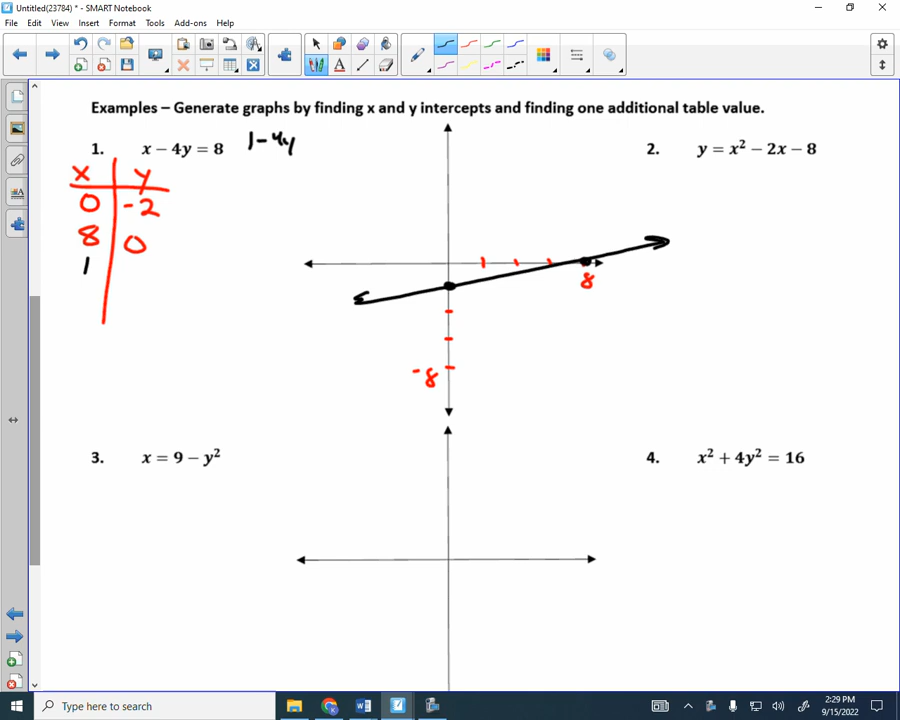 Untitled(23784) * - SMART Notebook
File Edit View Insert Format Tools Add-ons Help
Examples – Generate graphs by finding x and y intercepts and finding one additional table value.
1. x − 4y = 8 1 - 4y
2. y = x² − 2x − 8
x y
0 -2
8 0
1
8
-8
3. x = 9 − y²
4. x² + 4y² = 16
Type here to search
2:29 PM
9/15/2022